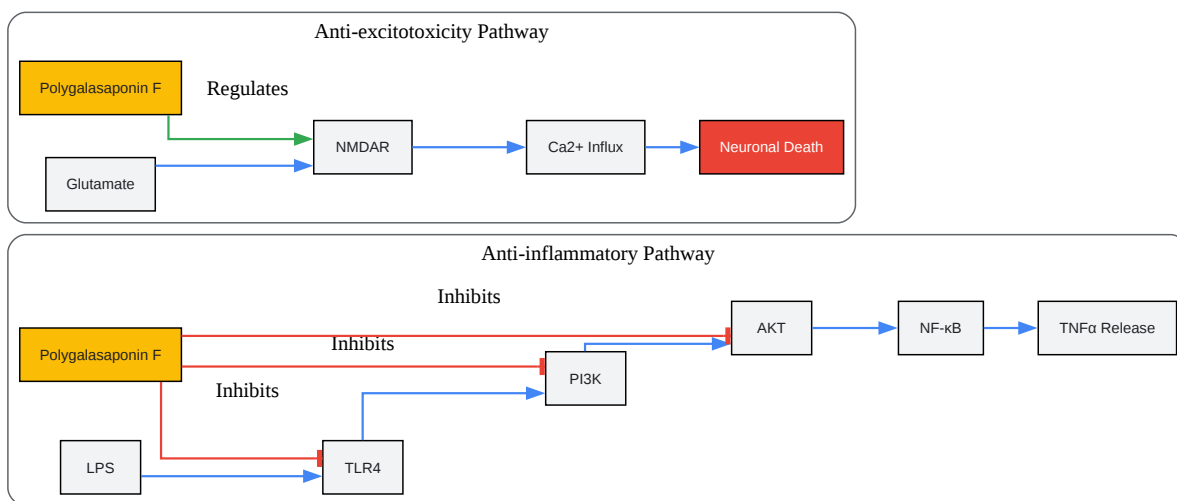 Anti-excitotoxicity Pathway
Polygalasaponin F
Regulates
NMDAR
Ca2+ Influx
Neuronal Death
Glutamate
Anti-inflammatory Pathway
Inhibits
AKT
NF-κB
TNFα Release
Polygalasaponin F
Inhibits
PI3K
Inhibits
LPS
TLR4